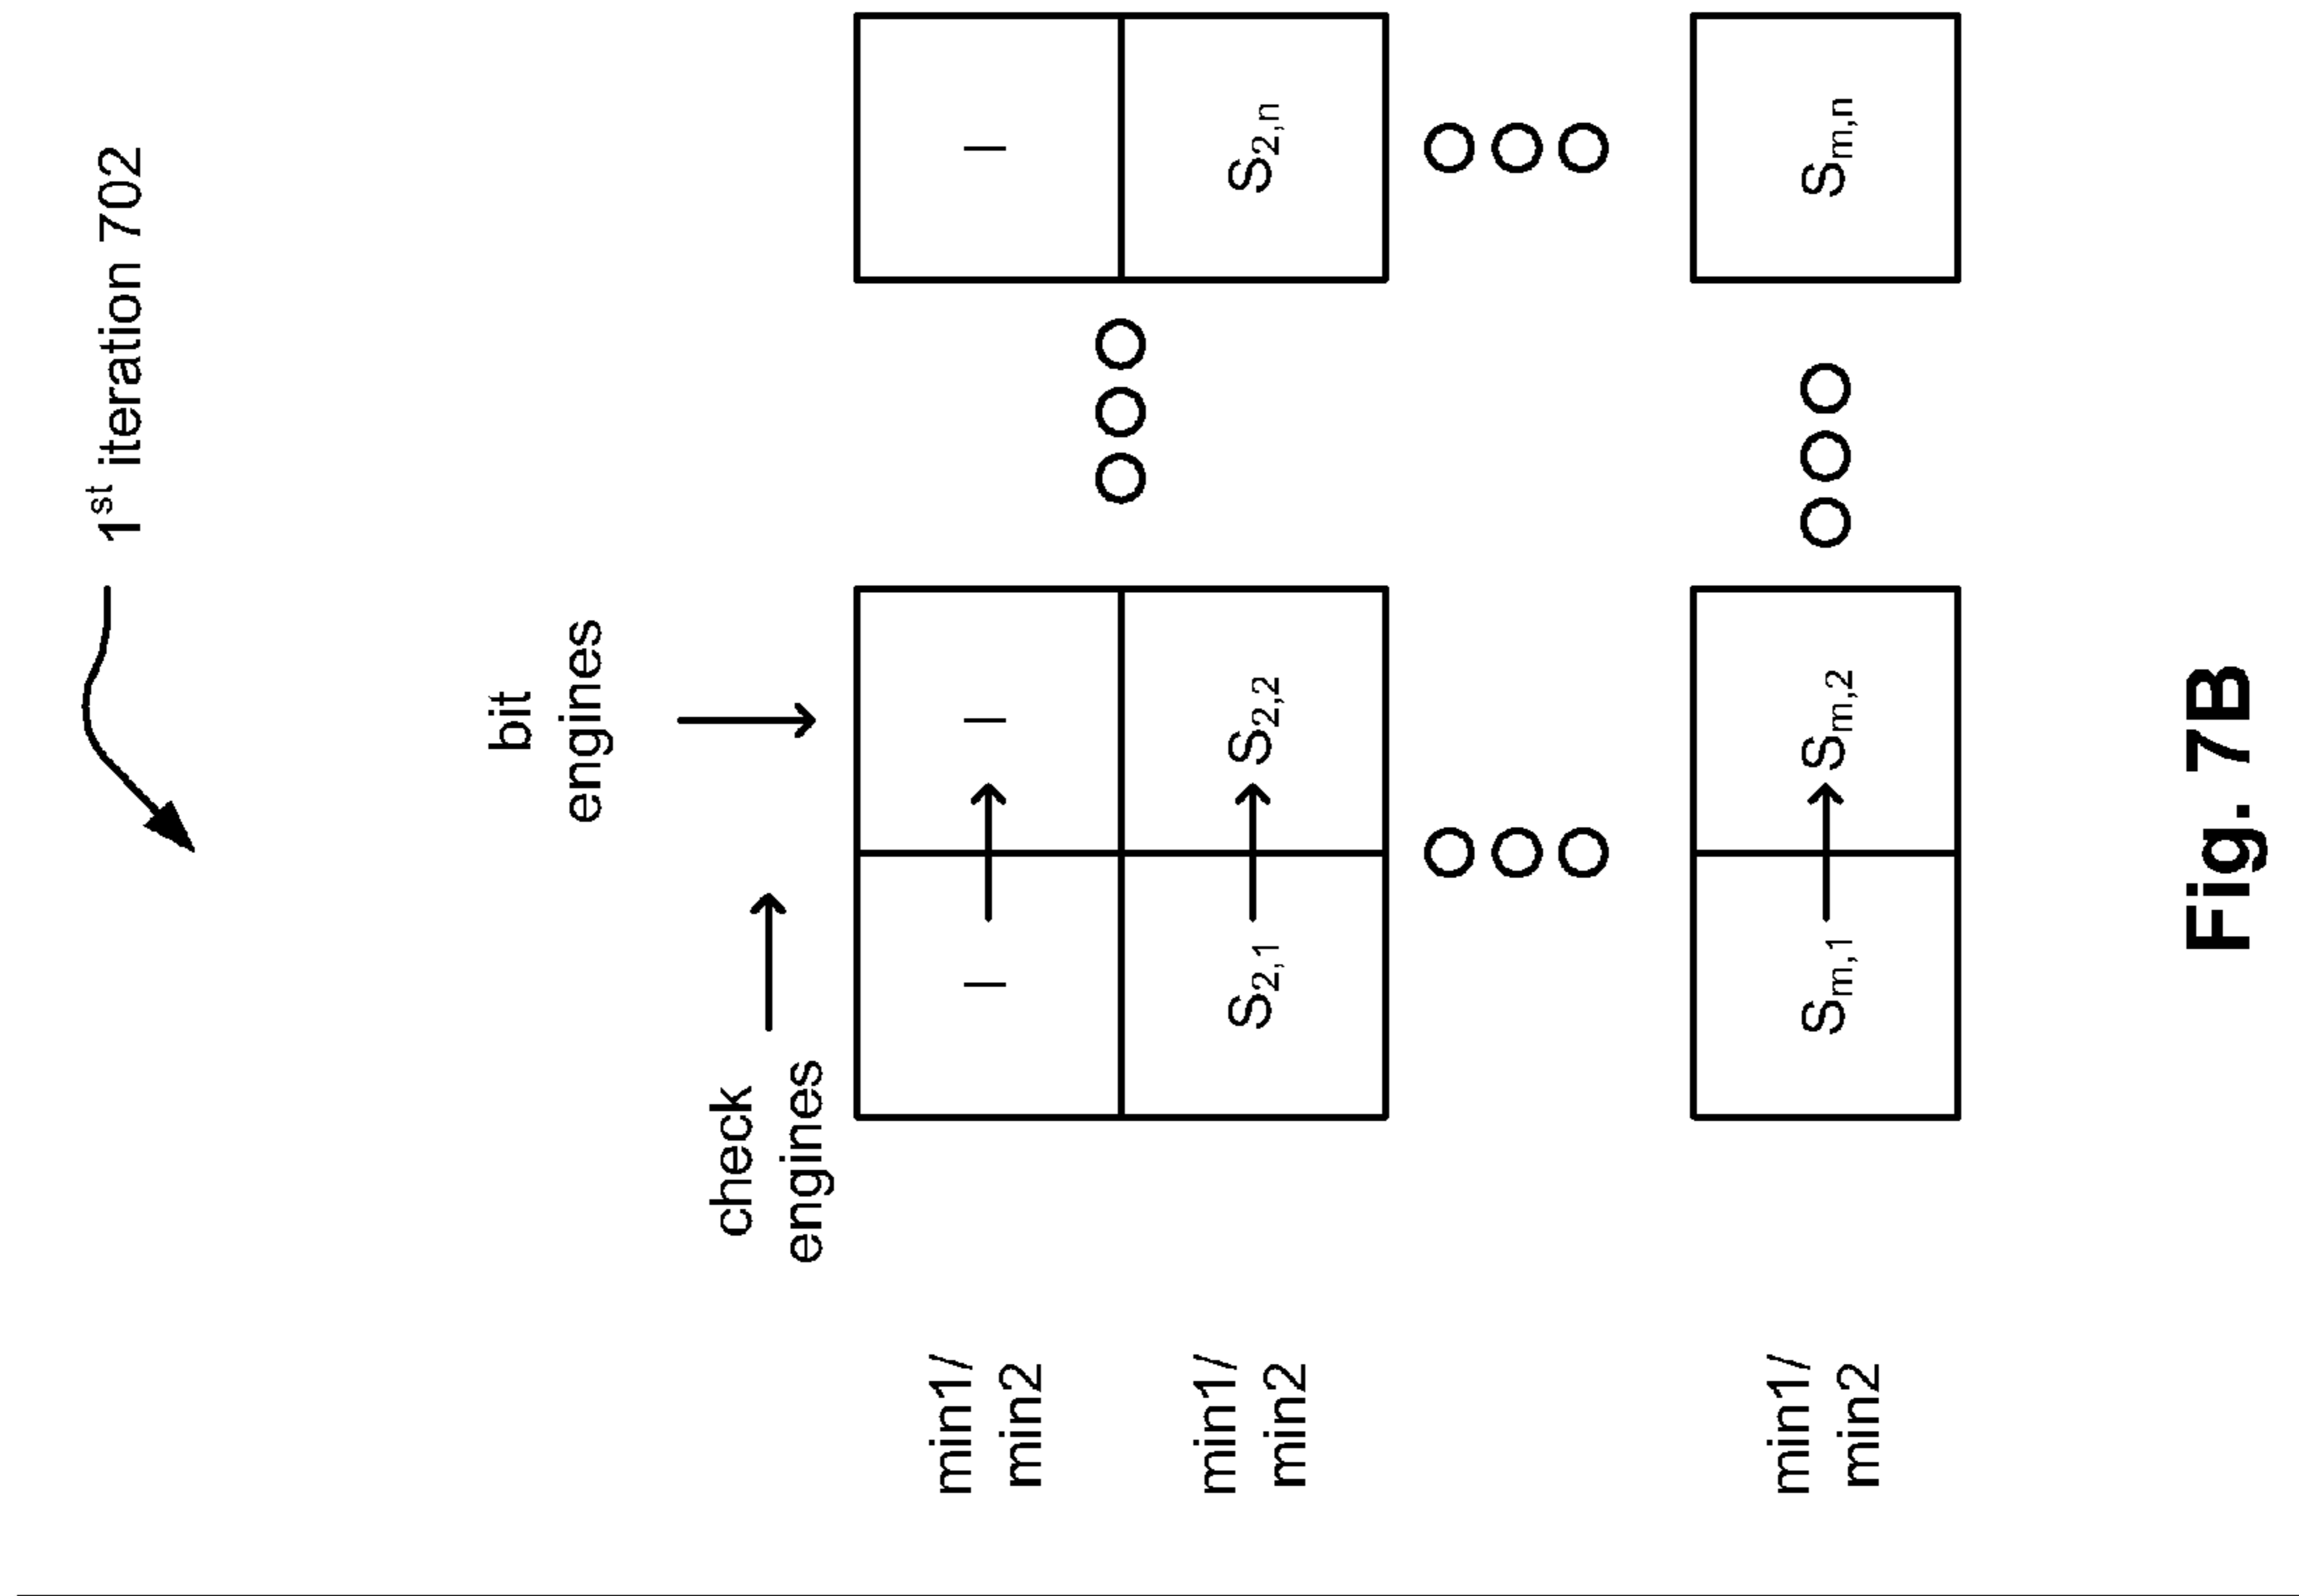 1st iteration 702
bit
engines
check
engines
min1/
min2
I
I
I
min1/
min2
S2,1
S2,2
S2,n
min1/
min2
Sm,1
Sm,2
Sm,n
Fig. 7B